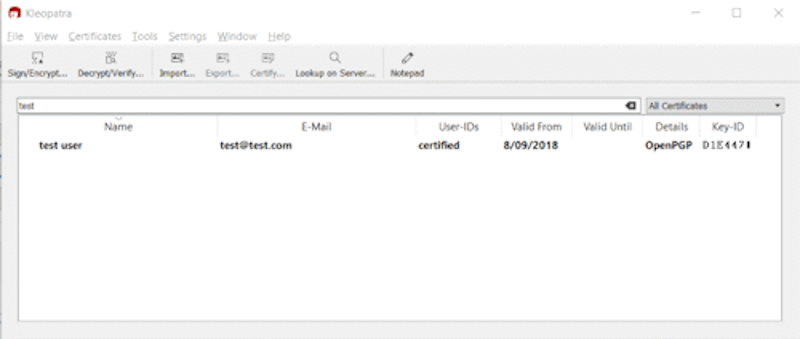 Kleopatra
File View Certificates Tools Settings Window Help
Sign/Encrypt... Decrypt/Verify... Import... Export... Certify... Lookup on Server... Notepad
test All Certificates
Name E-Mail User-IDs Valid From Valid Until Details Key-ID
test user test@test.com certified 8/09/2018 OpenPGP